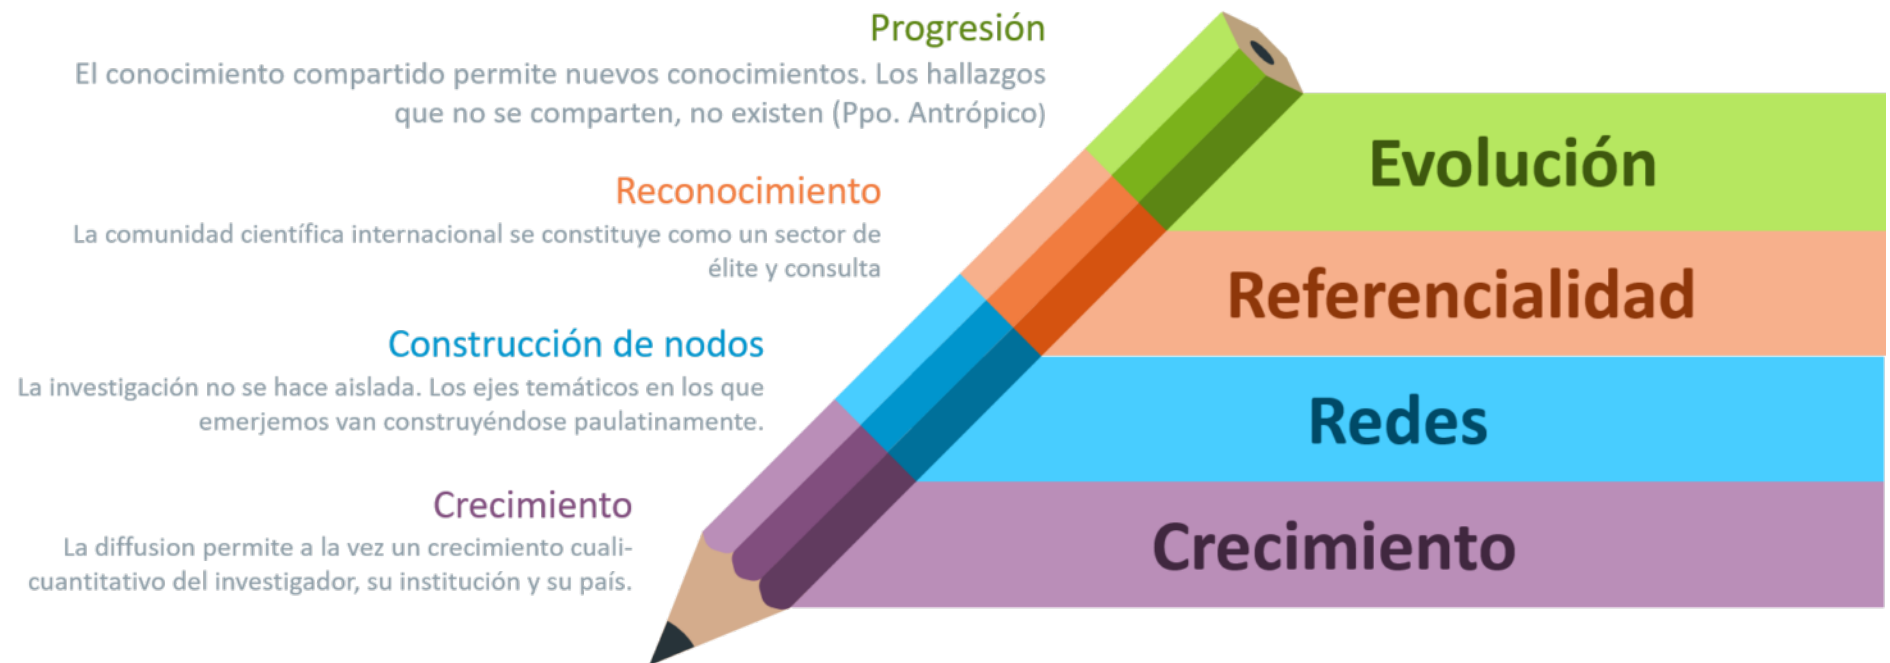 Progresión
El conocimiento compartido permite nuevos conocimientos. Los hallazgos
que no se comparten, no existen (Ppo. Antrópico)
Evolución
Reconocimiento
La comunidad científica internacional se constituye como un sector de
élite y consulta
Referencialidad
Construcción de nodos
La investigación no se hace aislada. Los ejes temáticos en los que
emerjemos van construyéndose paulatinamente.
Redes
Crecimiento
La diffusion permite a la vez un crecimiento cuali-
cuantitativo del investigador, su institución y su país.
Crecimiento